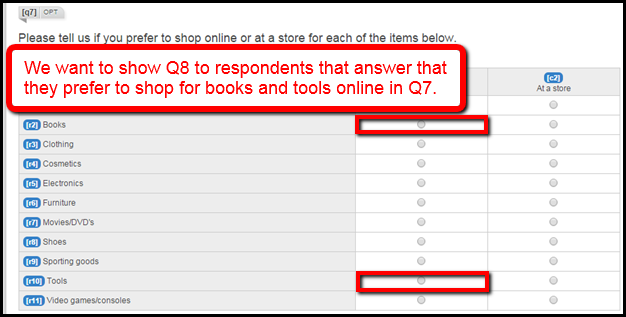 [q7] OPT
Please tell us if you prefer to shop online or at a store for each of the items below.
We want to show Q8 to respondents that answer that
they prefer to shop for books and tools online in Q7.
[c2]
At a store
[r2] Books
[r3] Clothing
[r4] Cosmetics
[r5] Electronics
[r6] Furniture
[r7] Movies/DVD's
[r8] Shoes
[r9] Sporting goods
[r10] Tools
[r11] Video games/consoles